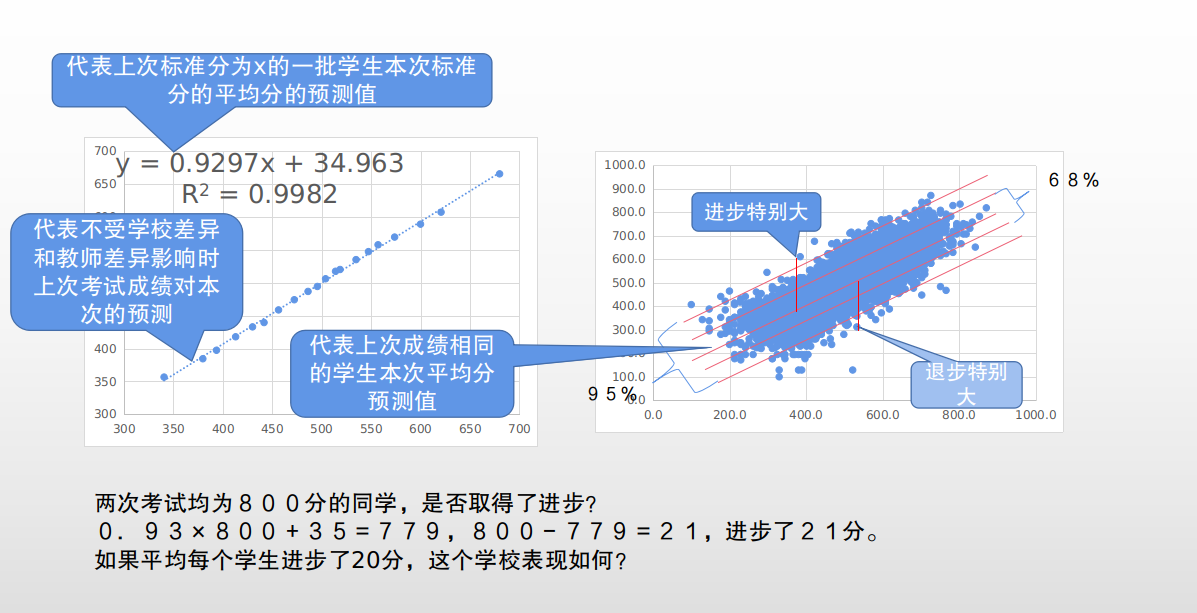 代表上次标准分为x的一批学生本次标准
分的平均分的预测值
y = 0.9297x + 34.963
R² = 0.9982
代表不受学校差异
和教师差异影响时
上次考试成绩对本
次的预测
700
650
400
350
300
300
350
400
450
500
550
600
650
700
代表上次成绩相同
的学生本次平均分
预测值
1000.0
900.0
800.0
700.0
600.0
500.0
400.0
300.0
100.0
0.0
0.0
200.0
400.0
600.0
800.0
1000.0
进步特别大
退步特别
大
６８%
９５%
两次考试均为８００分的同学，是否取得了进步?
０．９３×８００+３５=７７９，８００-７７９=２１，进步了２１分。
如果平均每个学生进步了20分，这个学校表现如何?